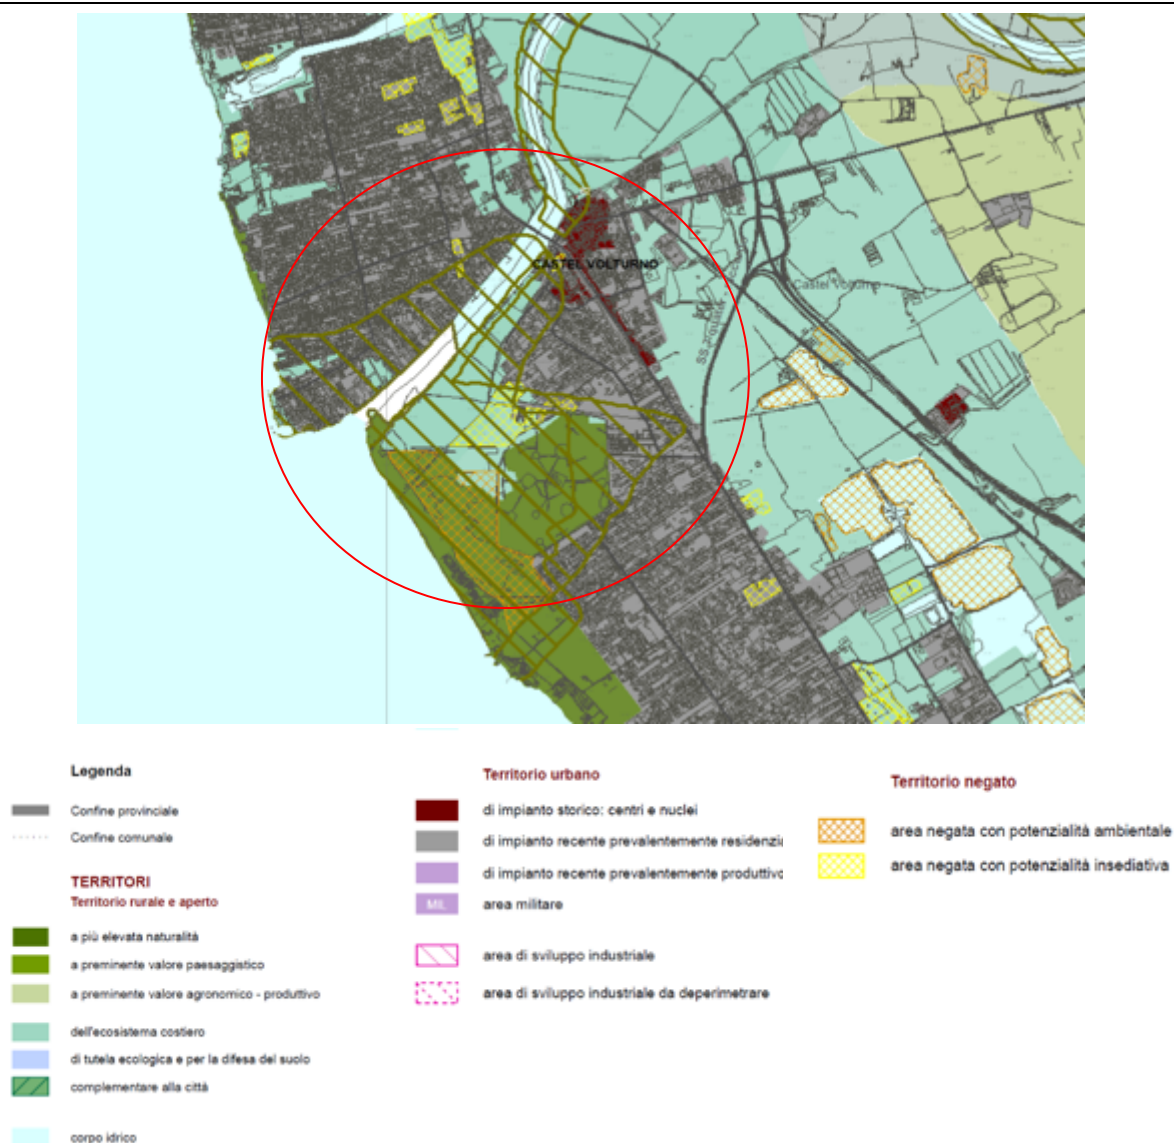 CASTEL VOLTURNO
Castel Volturno
Legenda
Confine provinciale
Confine comunale
TERRITORI
Territorio rurale e aperto
a più elevata naturalità
a preminente valore paesaggistico
a preminente valore agronomico - produttivo
dell'ecosistema costiero
di tutela ecologica e per la difesa del suolo
complementare alla città
corpo idrico
Territorio urbano
di impianto storico: centri e nuclei
di impianto recente prevalentemente residenzia
di impianto recente prevalentemente produttivo
MIL
area militare
area di sviluppo industriale
area di sviluppo industriale da deperimetrare
Territorio negato
area negata con potenzialità ambientale
area negata con potenzialità insediativa